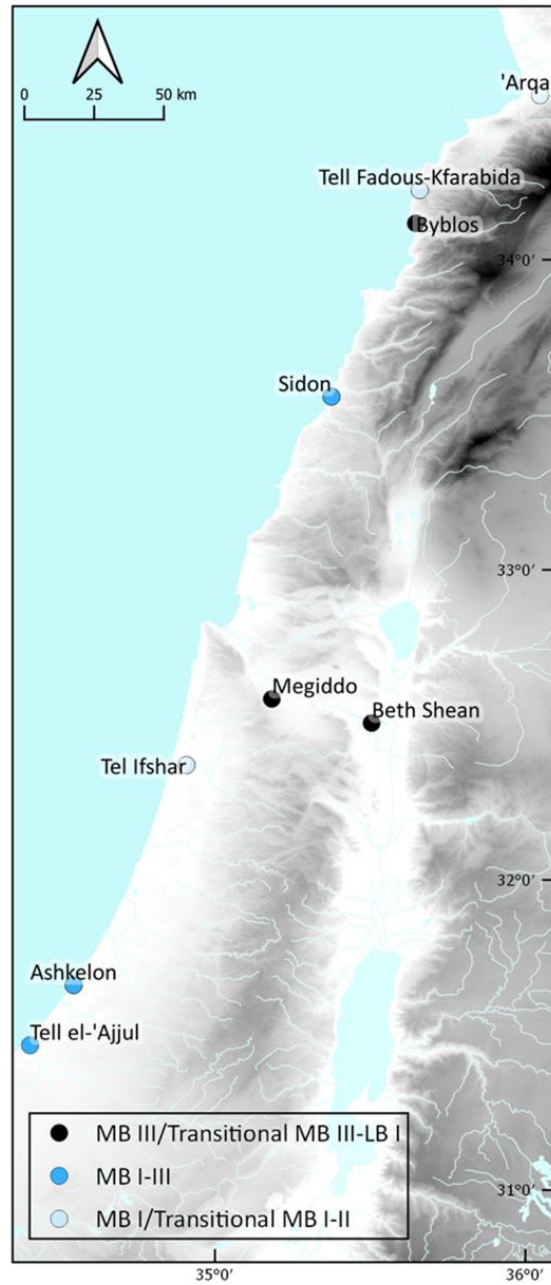 0 25 50 km
'Arqa
Tell Fadous-Kfarabida
Byblos
34°0′
Sidon
33°0′
Megiddo
Beth Shean
Tel Ifshar
32°0′
Ashkelon
Tell el-'Ajjul
MB III/Transitional MB III-LB I
MB I-III
MB I/Transitional MB I-II
31°0′
35°0′ 36°0′